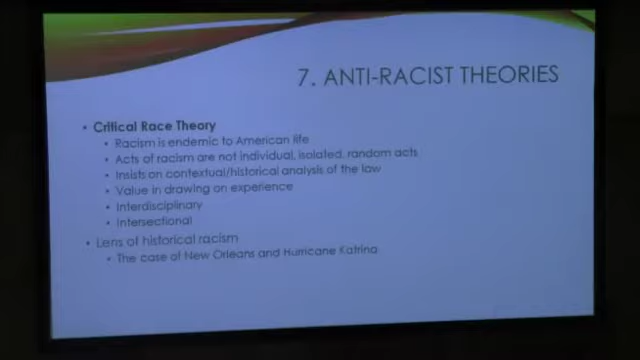 7. ANTI-RACIST THEORIES
• Critical Race Theory
• Racism is endemic to American life
• Acts of racism are not individual, isolated, random acts
• Insists on contextual/historical analysis of the law
• Value in drawing on experience
• Interdisciplinary
• Intersectional
• Lens of historical racism
• The case of New Orleans and Hurricane Katrina